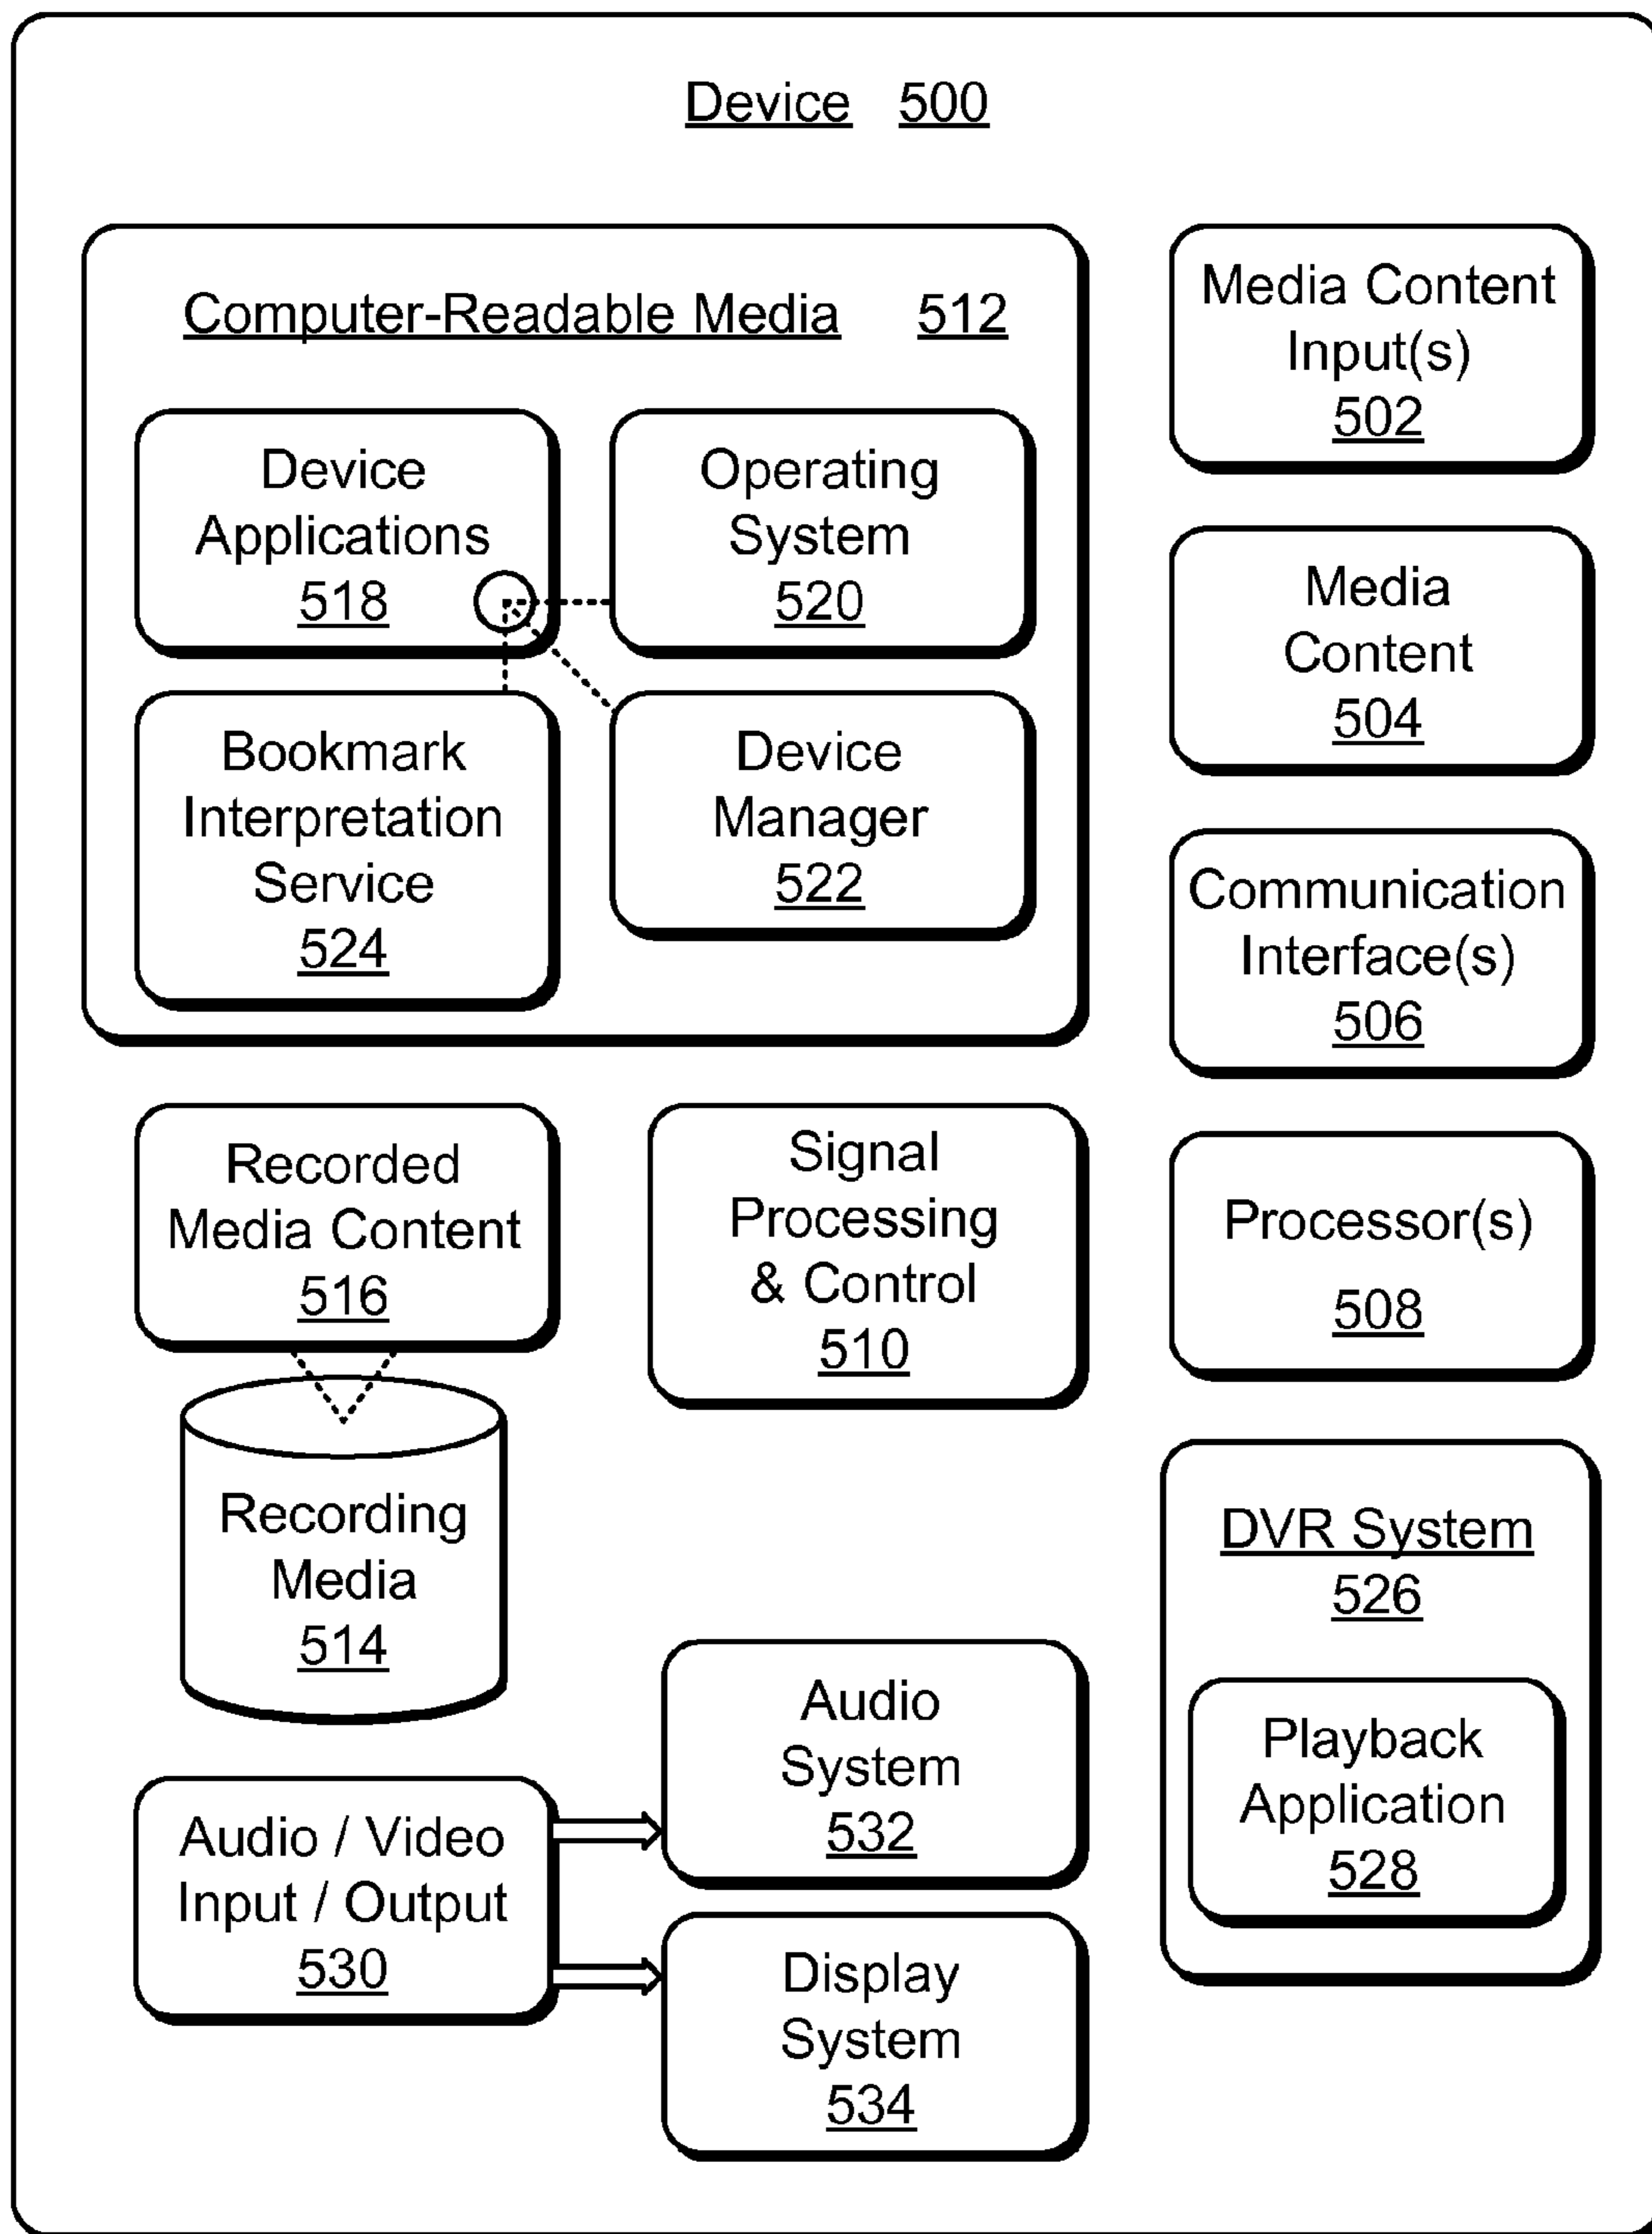 Device 500
Computer-Readable Media 512
Device
Applications
518
Operating
System
520
Bookmark
Interpretation
Service
524
Device
Manager
522
Media Content
Input(s)
502
Media
Content
504
Communication
Interface(s)
506
Recorded
Media Content
516
Signal
Processing
& Control
510
Processor(s)
508
Recording
Media
514
DVR System
526
Playback
Application
528
Audio / Video
Input / Output
530
Audio
System
532
Display
System
534